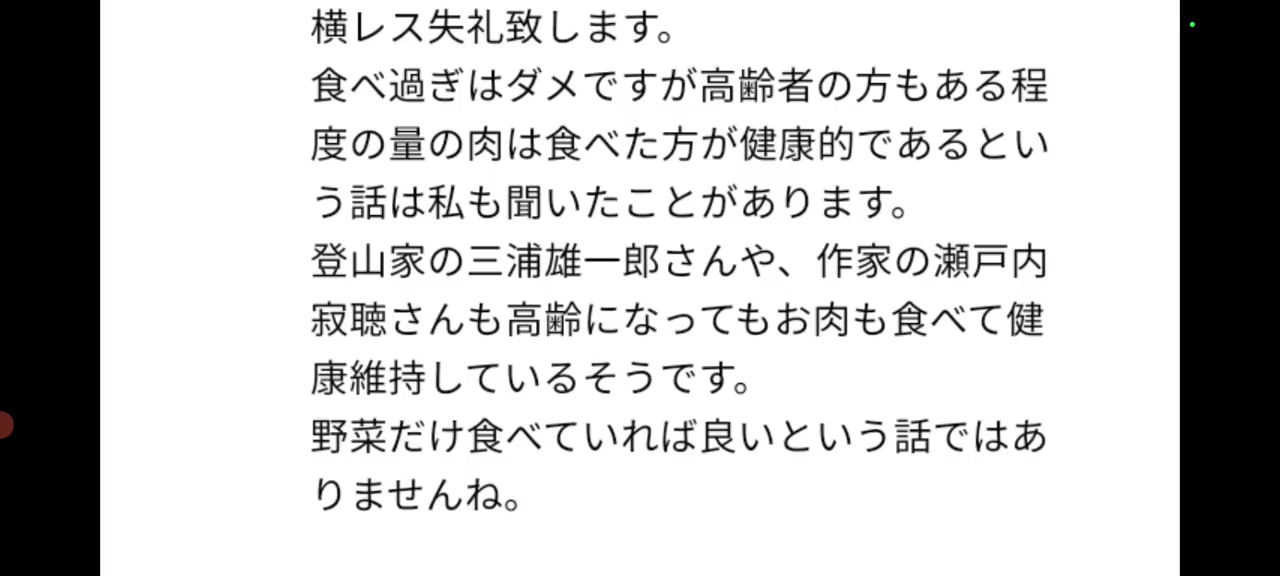 横レス失礼致します。
食べ過ぎはダメですが高齢者の方もある程
度の量の肉は食べた方が健康的であるとい
う話は私も聞いたことがあります。
登山家の三浦雄一郎さんや、作家の瀬戸内
寂聴さんも高齢になってもお肉も食べて健
康維持しているそうです。
野菜だけ食べていれば良いという話ではあ
りませんね。